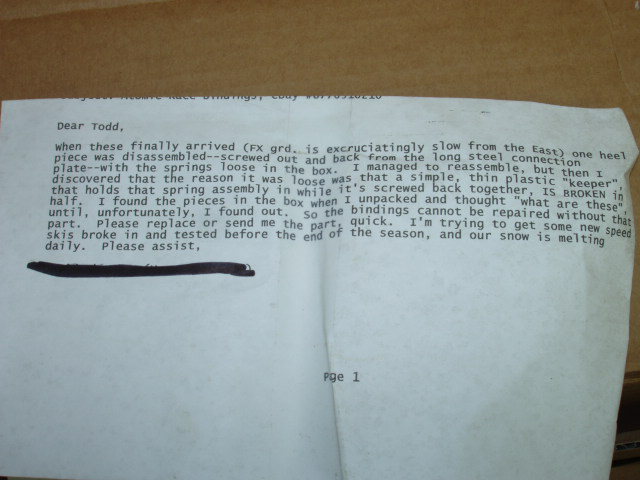 Atomic Race Bindings, ebay
Dear Todd,
When these finally arrived (FX grd. is excruciatingly slow from the East) one heel
piece was disassembled--screwed out and back from the long steel connection
plate--with the springs loose in the box.  I managed to reassemble, but then I
discovered that the reason it was loose was that a simple, thin plastic "keeper",
that holds that spring assembly in while it's screwed back together, IS BROKEN in
half.  I found the pieces in the box when I unpacked and thought "what are these",
until, unfortunately, I found out.  So the bindings cannot be repaired without that
part.  Please replace or send me the part, quick.  I'm trying to get some new speed
skis broke in and tested before the end of the season, and our snow is melting
daily.  Please assist,
Pge 1